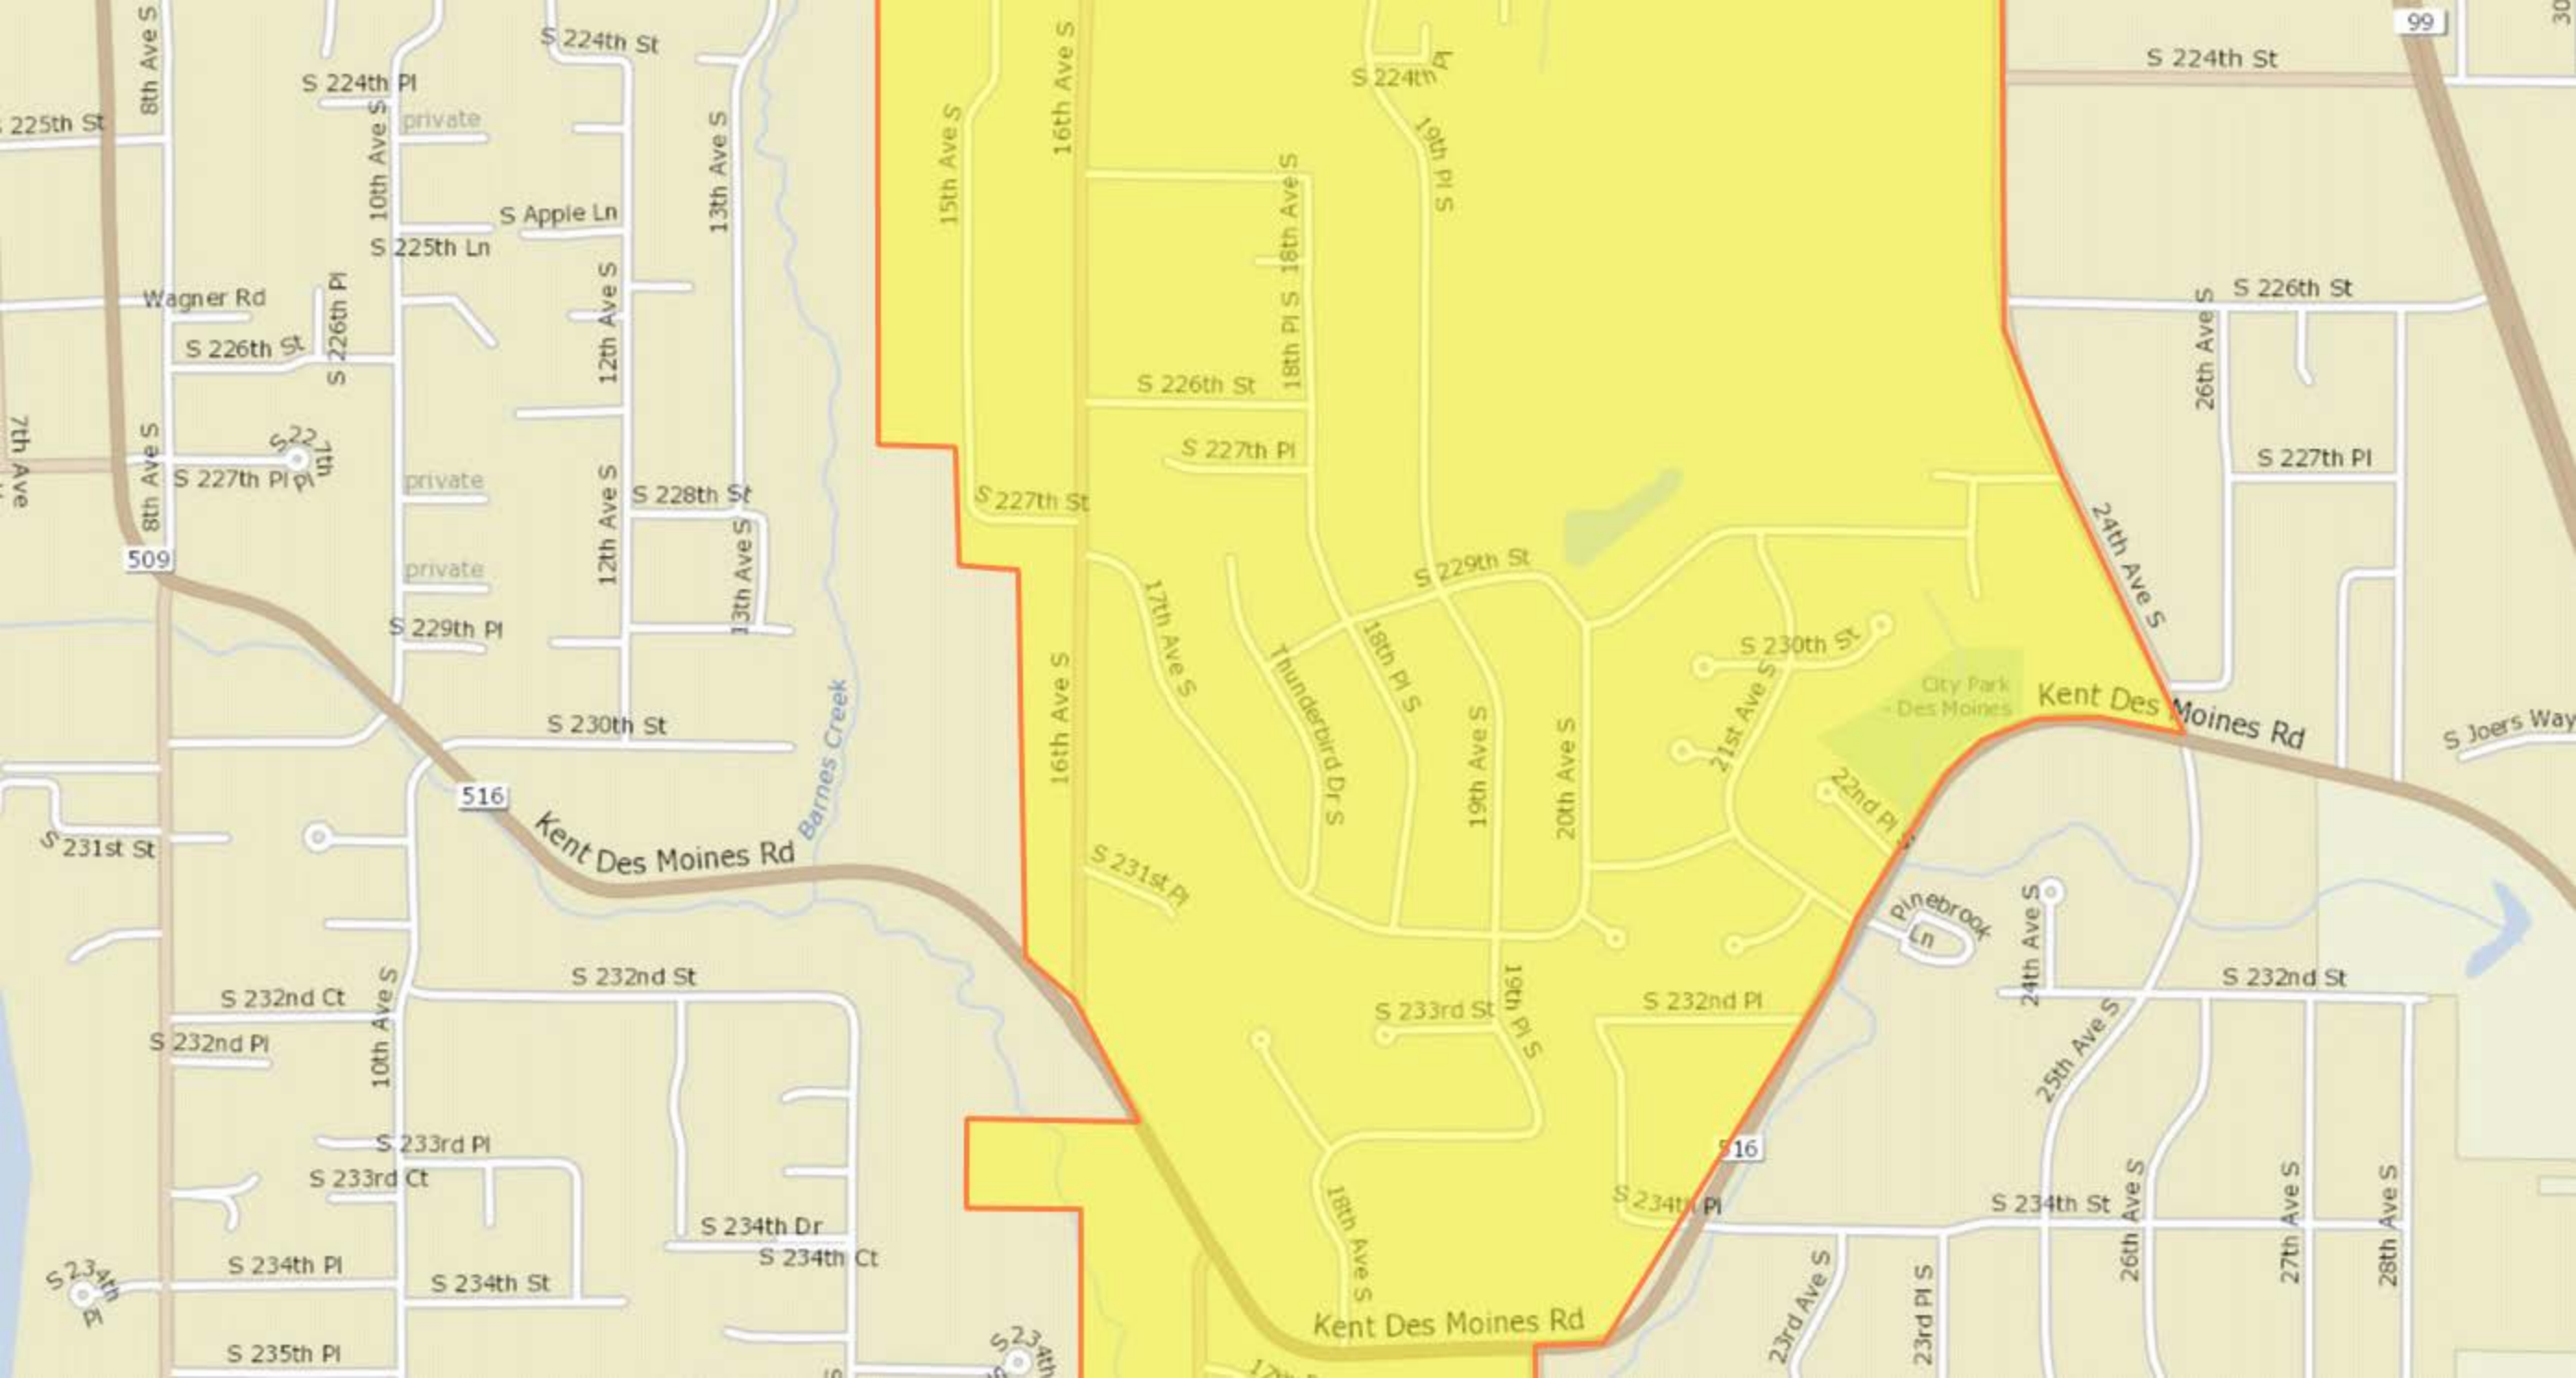 8th Ave S
S 224th St
99
S 224th Pl
S 224th St
S 224th Pl
16th Ave S
private
225th St
10th Ave S
13th Ave S
15th Ave S
19th Pl S
S Apple Ln
S 225th Ln
18th Ave S
Wagner Rd
S 226th Pl
12th Ave S
18th Pl S
S 226th St
26th Ave S
S 226th St
S 226th St
7th Ave
8th Ave S
S 227th Pl
S 227th Pl
S 227th Pl
private
S 228th St
12th Ave S
S 227th St
24th Ave S
509
13th Ave S
private
S 229th St
17th Ave S
S 229th Pl
18th Pl S
S 230th St
Thunderbird Dr S
21st Ave S
City Park
- Des Moines
Kent Des Moines Rd
S Joers Way
S 230th St
Barnes Creek
16th Ave S
19th Ave S
20th Ave S
22nd Pl S
516
Kent Des Moines Rd
S 231st St
S 231st Pl
Pinebrook
Ln
24th Ave S
S 232nd St
S 232nd St
S 232nd Ct
10th Ave S
S 233rd St
19th Pl S
S 232nd Pl
25th Ave S
S 232nd Pl
S 233rd Pl
516
S 233rd Ct
18th Ave S
S 234th Pl
S 234th St
26th Ave S
27th Ave S
28th Ave S
S 234th Dr
S 234th Ct
S 234th Pl
S 234th Pl
S 234th St
23rd Ave S
23rd Pl S
Kent Des Moines Rd
S 234th
S 235th Pl